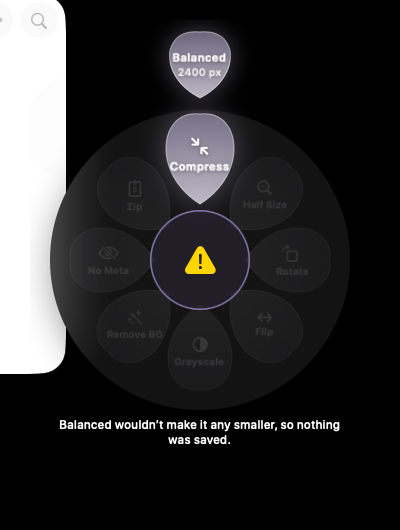 Balanced
2400 px
Compress
Zip
Half Size
No Meta
Rotate
Remove BG
Flip
Grayscale
Balanced wouldn’t make it any smaller, so nothing
was saved.